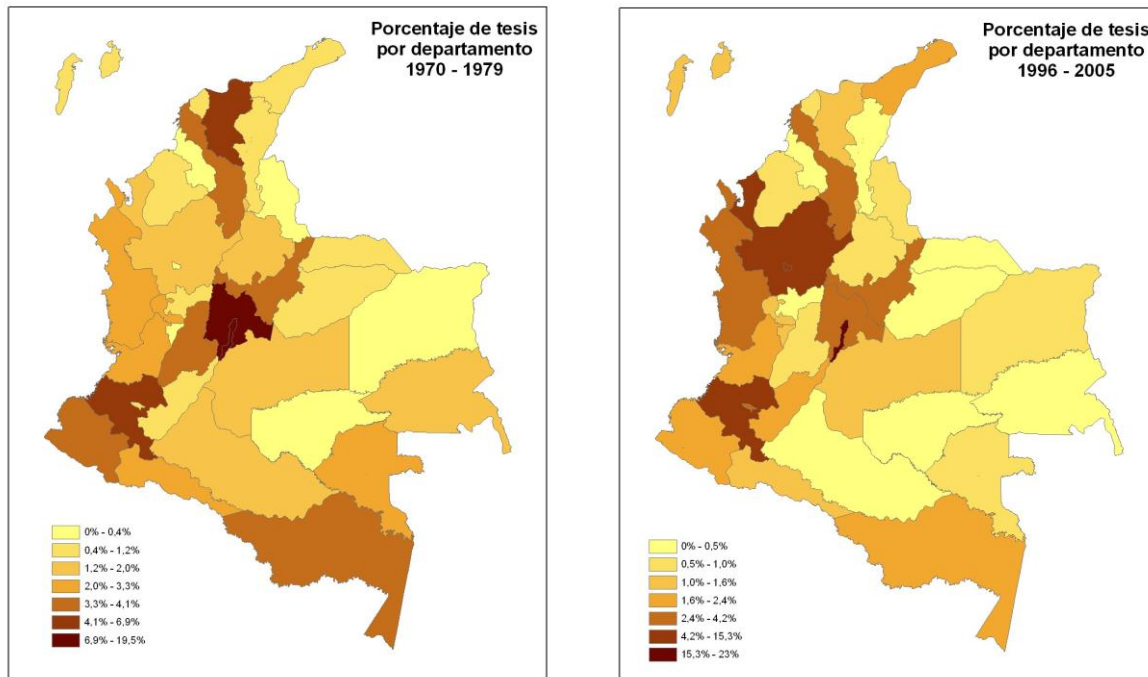 Porcentaje de tesis
por departamento
1970 - 1979
0% - 0,4%
0,4% - 1,2%
1,2% - 2,0%
2,0% - 3,3%
3,3% - 4,1%
4,1% - 6,9%
6,9% - 19,5%
Porcentaje de tesis
por departamento
1996 - 2005
0% - 0,5%
0,5% - 1,0%
1,0% - 1,6%
1,6% - 2,4%
2,4% - 4,2%
4,2% - 15,3%
15,3% - 23%